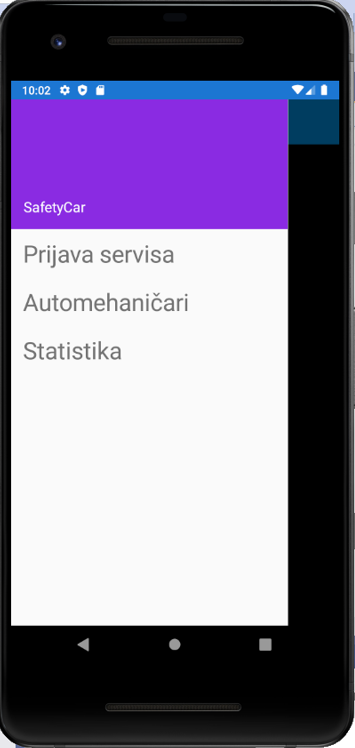 10:02
SafetyCar
Prijava servisa
Automehaničari
Statistika